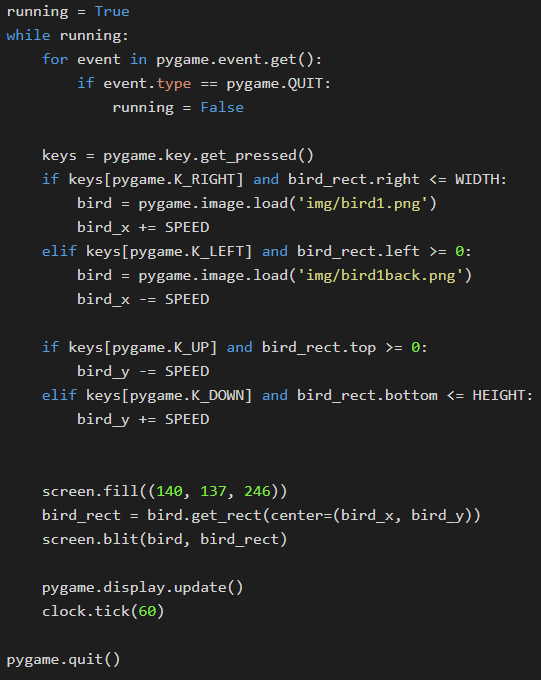 running = True
while running:
    for event in pygame.event.get():
        if event.type == pygame.QUIT:
            running = False

    keys = pygame.key.get_pressed()
    if keys[pygame.K_RIGHT] and bird_rect.right <= WIDTH:
        bird = pygame.image.load('img/bird1.png')
        bird_x += SPEED
    elif keys[pygame.K_LEFT] and bird_rect.left >= 0:
        bird = pygame.image.load('img/bird1back.png')
        bird_x -= SPEED

    if keys[pygame.K_UP] and bird_rect.top >= 0:
        bird_y -= SPEED
    elif keys[pygame.K_DOWN] and bird_rect.bottom <= HEIGHT:
        bird_y += SPEED


    screen.fill((140, 137, 246))
    bird_rect = bird.get_rect(center=(bird_x, bird_y))
    screen.blit(bird, bird_rect)

    pygame.display.update()
    clock.tick(60)

pygame.quit()